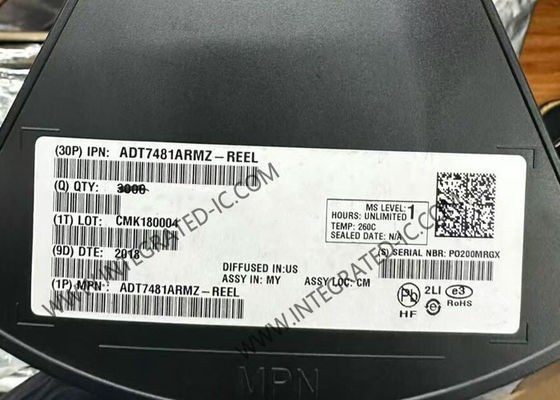 (30P) IPN: ADT7481ARMZ-REEL
(Q) QTY: 3000
(1T) LOT: CMK180004
(9D) DTE: 2018
(1P) MPN: ADT7481ARMZ-REEL
MS LEVEL: 1
HOURS: UNLIMITED
TEMP: 260C
SEALED DATE: N/A
(S) SERIAL NBR: PO200MRGX
DIFFUSED IN:US
ASSY IN: MY
ASSY LOC: CM
Pb 2LI e3
HF RoHS
MPN
WWW.INTEGRATED-IC.COM
WWW.INTEGRATED-IC.COM